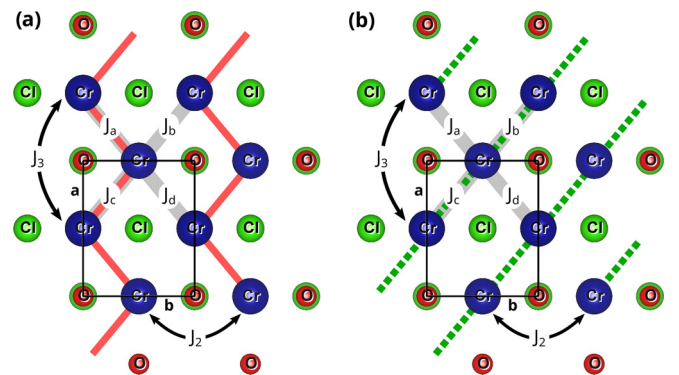 (a) O O (b) O O
Cl Cr Cl Cr Cl Cl Cr Cl Cr Cl
Ja Jb Ja Jb
J3 O Cr O Cr O J3 O Cr O Cr O
a a
Jc Jd Jc Jd
Cl Cr Cl Cr Cl Cl Cr Cl Cr Cl
O Cr O Cr O O Cr O Cr O
b b
J2 J2
O O O O